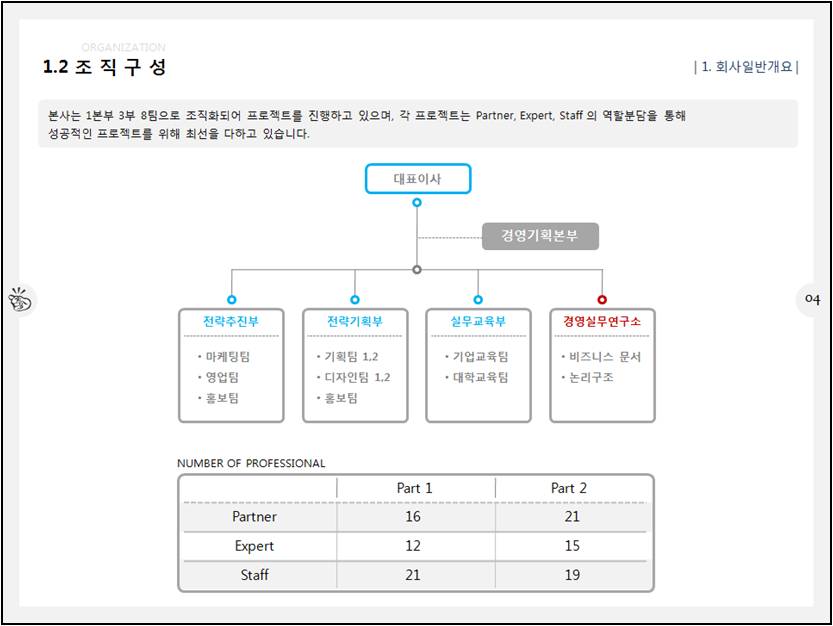 ORGANIZATION
1.2 조 직 구 성
| 1. 회사일반개요 |
본사는 1본부 3부 8팀으로 조직화되어 프로젝트를 진행하고 있으며, 각 프로젝트는 Partner, Expert, Staff 의 역할분담을 통해
성공적인 프로젝트를 위해 최선을 다하고 있습니다.
대표이사
경영기획본부
04
전략추진부
• 마케팅팀
• 영업팀
• 홍보팀
전략기획부
• 기획팀 1,2
• 디자인팀 1,2
• 홍보팀
실무교육부
• 기업교육팀
• 대학교육팀
경영실무연구소
• 비즈니스 문서
• 논리구조
NUMBER OF PROFESSIONAL
Part 1 Part 2
Partner 16 21
Expert 12 15
Staff 21 19